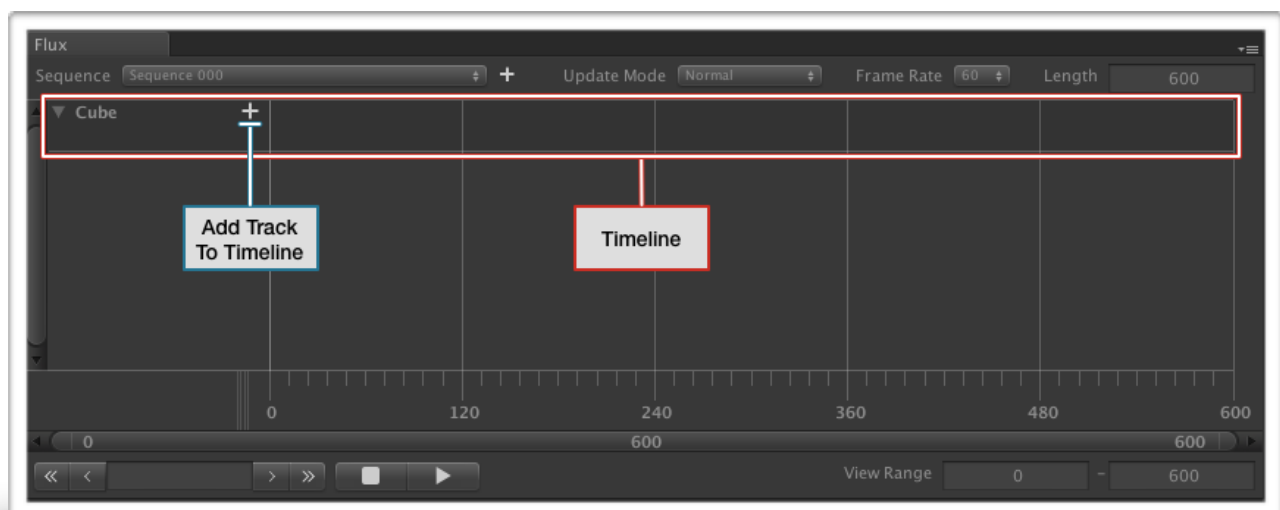 Flux
Sequence Sequence 000 + Update Mode Normal Frame Rate 60 Length 600
Cube +
Add Track
To Timeline
Timeline
0 120 240 360 480 600
0 600 600
View Range 0 – 600